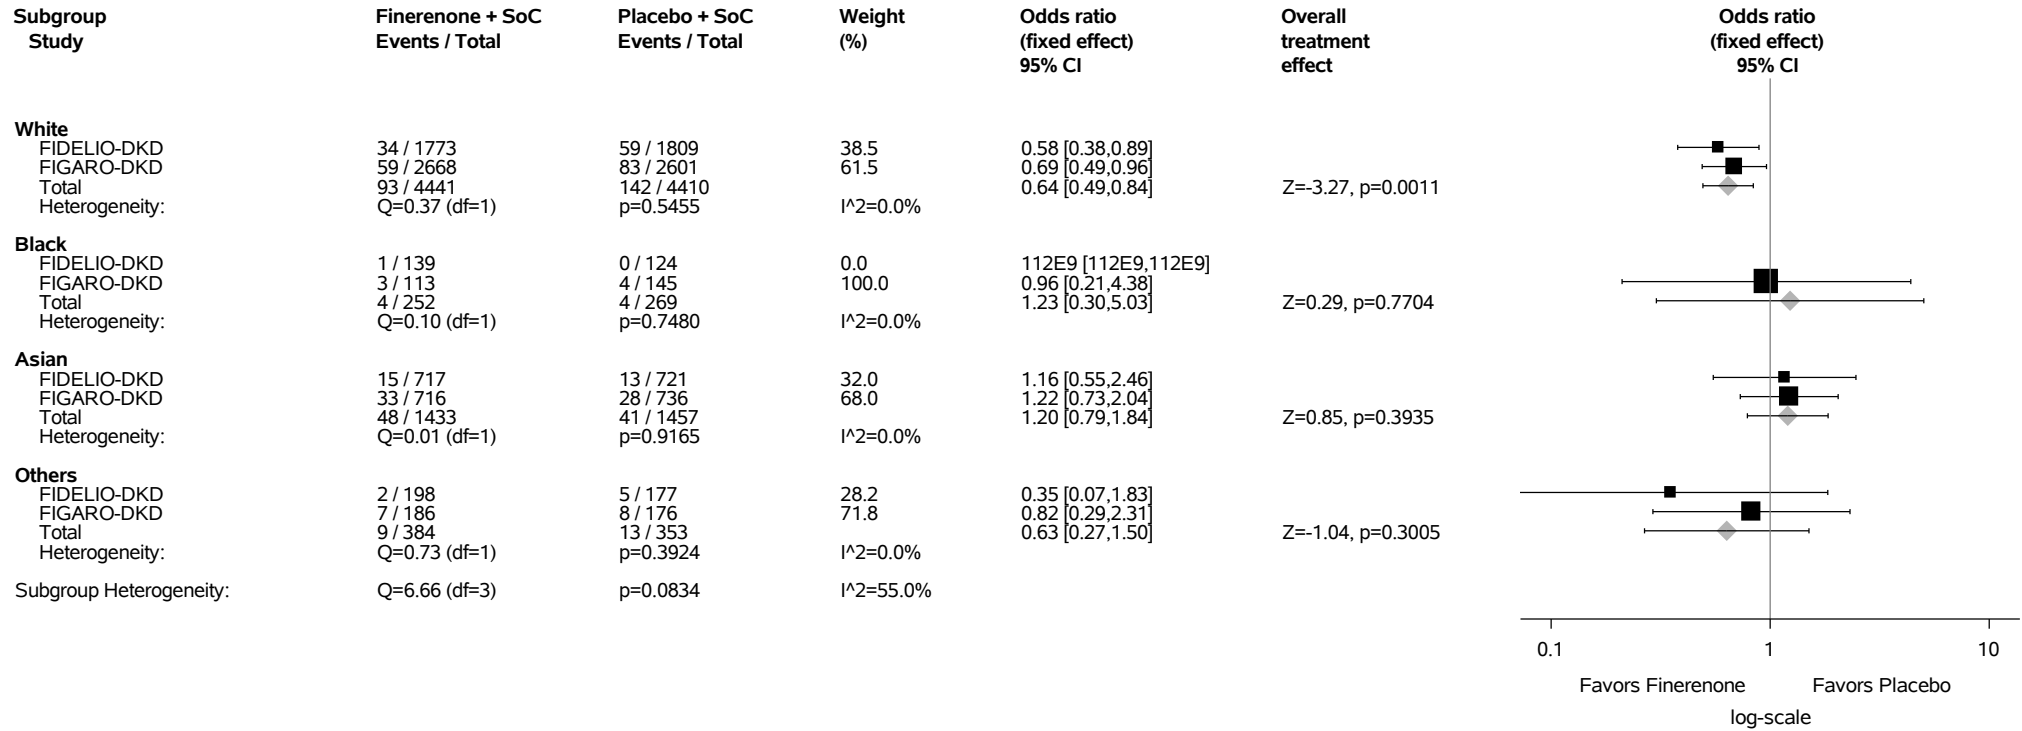 Subgroup Finerenone + SoC Placebo + SoC Weight Odds ratio Overall Odds ratio
Study Events / Total Events / Total (%) (fixed effect) treatment (fixed effect)
95% CI effect 95% CI
White
FIDELIO-DKD 34 / 1773 59 / 1809 38.5 0.58 [0.38,0.89]
FIGARO-DKD 59 / 2668 83 / 2601 61.5 0.69 [0.49,0.96]
Total 93 / 4441 142 / 4410 0.64 [0.49,0.84] Z=-3.27, p=0.0011
Heterogeneity: Q=0.37 (df=1) p=0.5455 I^2=0.0%
Black
FIDELIO-DKD 1 / 139 0 / 124 0.0 112E9 [112E9,112E9]
FIGARO-DKD 3 / 113 4 / 145 100.0 0.96 [0.21,4.38]
Total 4 / 252 4 / 269 1.23 [0.30,5.03] Z=0.29, p=0.7704
Heterogeneity: Q=0.10 (df=1) p=0.7480 I^2=0.0%
Asian
FIDELIO-DKD 15 / 717 13 / 721 32.0 1.16 [0.55,2.46]
FIGARO-DKD 33 / 716 28 / 736 68.0 1.22 [0.73,2.04]
Total 48 / 1433 41 / 1457 1.20 [0.79,1.84] Z=0.85, p=0.3935
Heterogeneity: Q=0.01 (df=1) p=0.9165 I^2=0.0%
Others
FIDELIO-DKD 2 / 198 5 / 177 28.2 0.35 [0.07,1.83]
FIGARO-DKD 7 / 186 8 / 176 71.8 0.82 [0.29,2.31]
Total 9 / 384 13 / 353 0.63 [0.27,1.50] Z=-1.04, p=0.3005
Heterogeneity: Q=0.73 (df=1) p=0.3924 I^2=0.0%
Subgroup Heterogeneity: Q=6.66 (df=3) p=0.0834 I^2=55.0%
0.1 1 10
Favors Finerenone Favors Placebo
log-scale